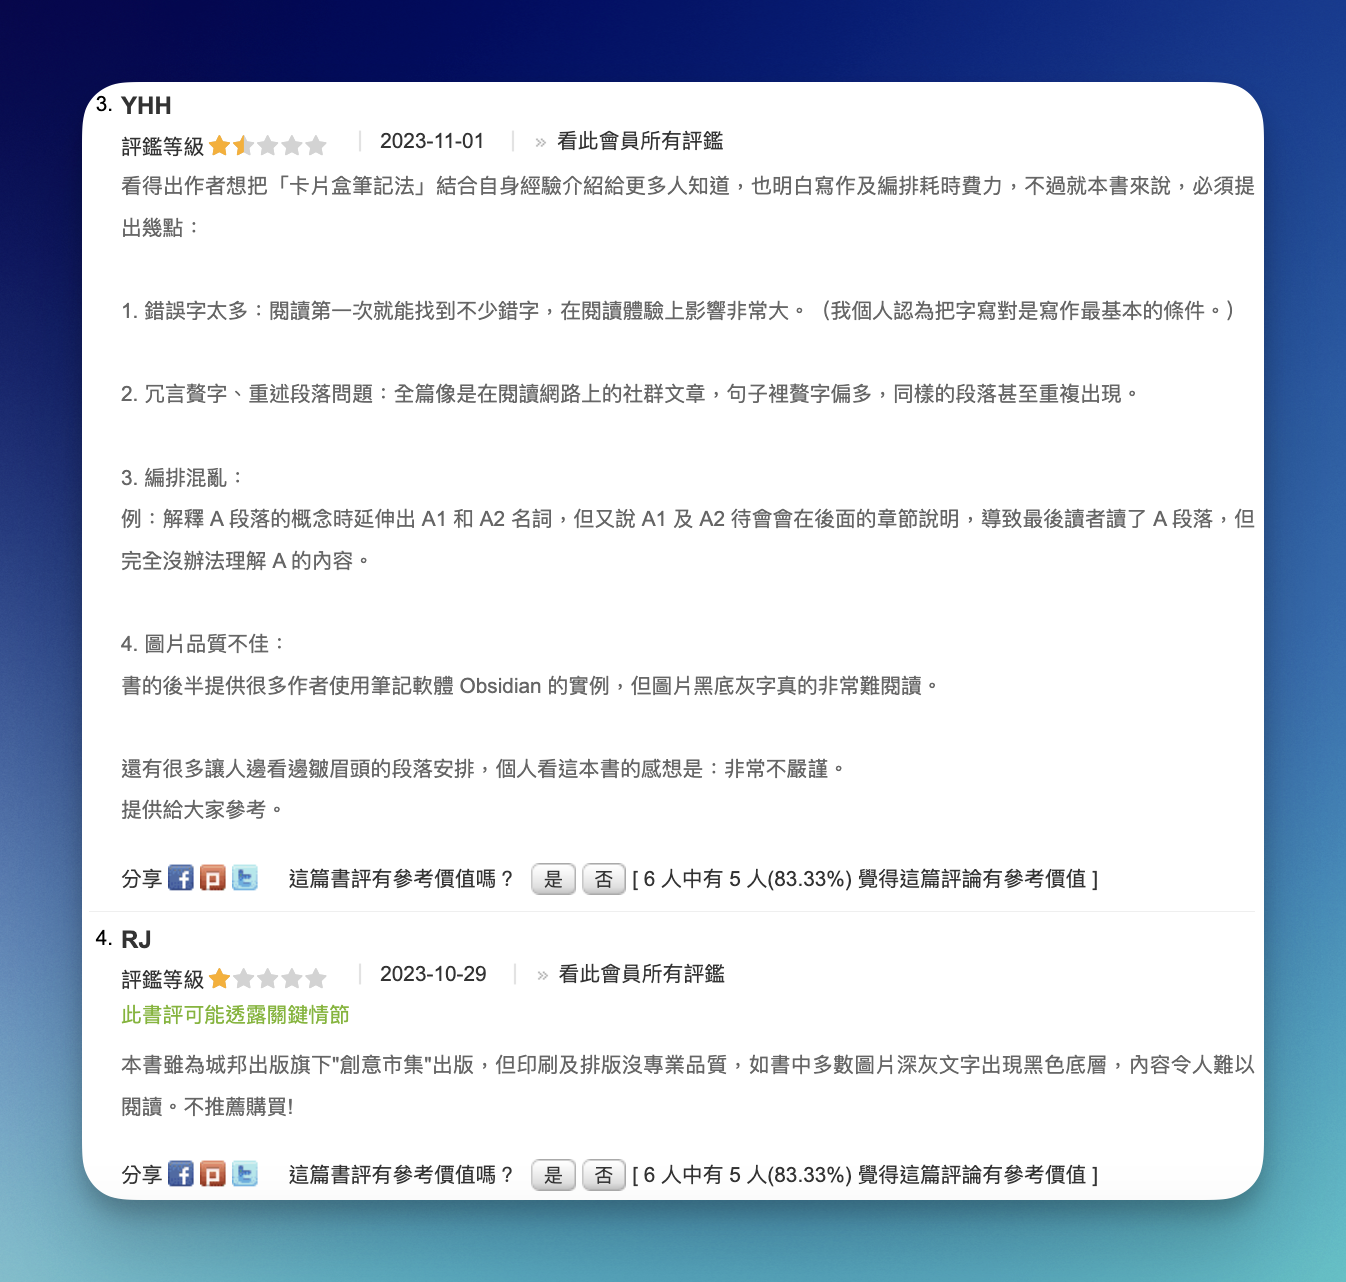 3. YHH
評鑑等級 | 2023-11-01 | » 看此會員所有評鑑
看得出作者想把「卡片盒筆記法」結合自身經驗介紹給更多人知道，也明白寫作及編排耗時費力，不過就本書來說，必須提
出幾點：
1. 錯誤字太多：閱讀第一次就能找到不少錯字，在閱讀體驗上影響非常大。（我個人認為把字寫對是寫作最基本的條件。）
2. 冗言贅字、重述段落問題：全篇像是在閱讀網路上的社群文章，句子裡贅字偏多，同樣的段落甚至重複出現。
3. 編排混亂：
例：解釋 A 段落的概念時延伸出 A1 和 A2 名詞，但又說 A1 及 A2 待會會在後面的章節說明，導致最後讀者讀了 A 段落，但
完全沒辦法理解 A 的內容。
4. 圖片品質不佳：
書的後半提供很多作者使用筆記軟體 Obsidian 的實例，但圖片黑底灰字真的非常難閱讀。
還有很多讓人邊看邊皺眉頭的段落安排，個人看這本書的感想是：非常不嚴謹。
提供給大家參考。
分享 這篇書評有參考價值嗎？ 是 否 [ 6 人中有 5 人(83.33%) 覺得這篇評論有參考價值 ]
4. RJ
評鑑等級 | 2023-10-29 | » 看此會員所有評鑑
此書評可能透露關鍵情節
本書雖為城邦出版旗下"創意市集"出版，但印刷及排版沒專業品質，如書中多數圖片深灰文字出現黑色底層，內容令人難以
閱讀。不推薦購買!
分享 這篇書評有參考價值嗎？ 是 否 [ 6 人中有 5 人(83.33%) 覺得這篇評論有參考價值 ]